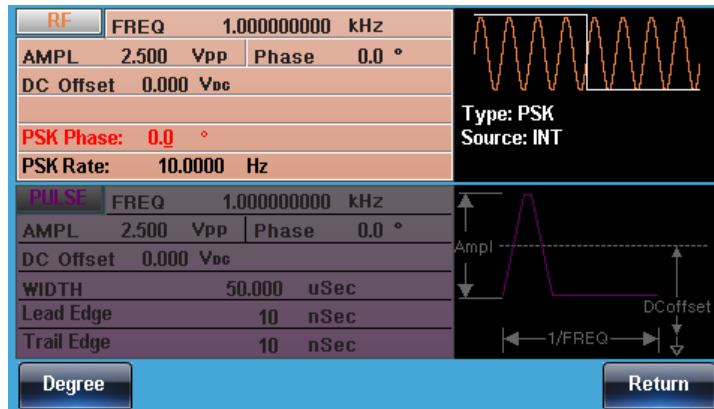 RF FREQ 1.000000000 kHz
AMPL 2.500 Vpp Phase 0.0 °
DC Offset 0.000 VDC
PSK Phase: 0.0 °
PSK Rate: 10.0000 Hz
Type: PSK
Source: INT
PULSE FREQ 1.000000000 kHz
AMPL 2.500 Vpp Phase 0.0 °
DC Offset 0.000 VDC
WIDTH 50.000 uSec
Lead Edge 10 nSec
Trail Edge 10 nSec
Ampl
DCoffset
1/FREQ
Degree Return